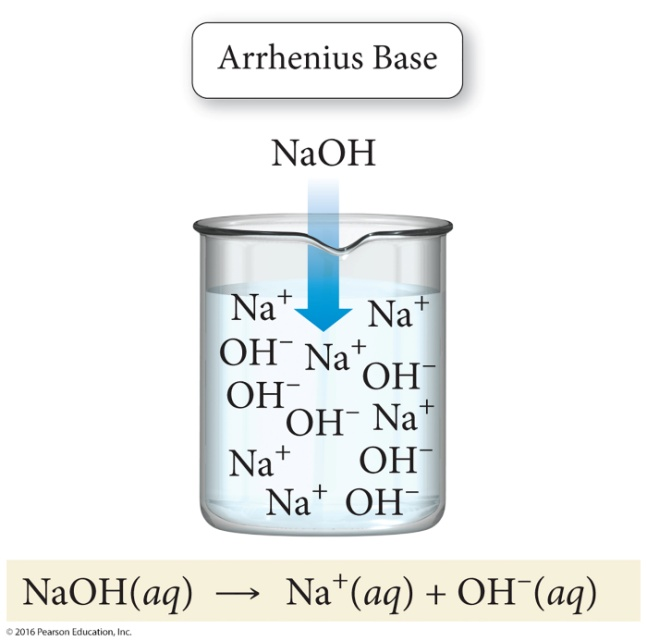 Arrhenius Base
NaOH
Na⁺ Na⁺
OH⁻ Na⁺
OH⁻ OH⁻
OH⁻ Na⁺
Na⁺ OH⁻
Na⁺ OH⁻
NaOH(aq) ⟶ Na⁺(aq) + OH⁻(aq)
© 2016 Pearson Education, Inc.